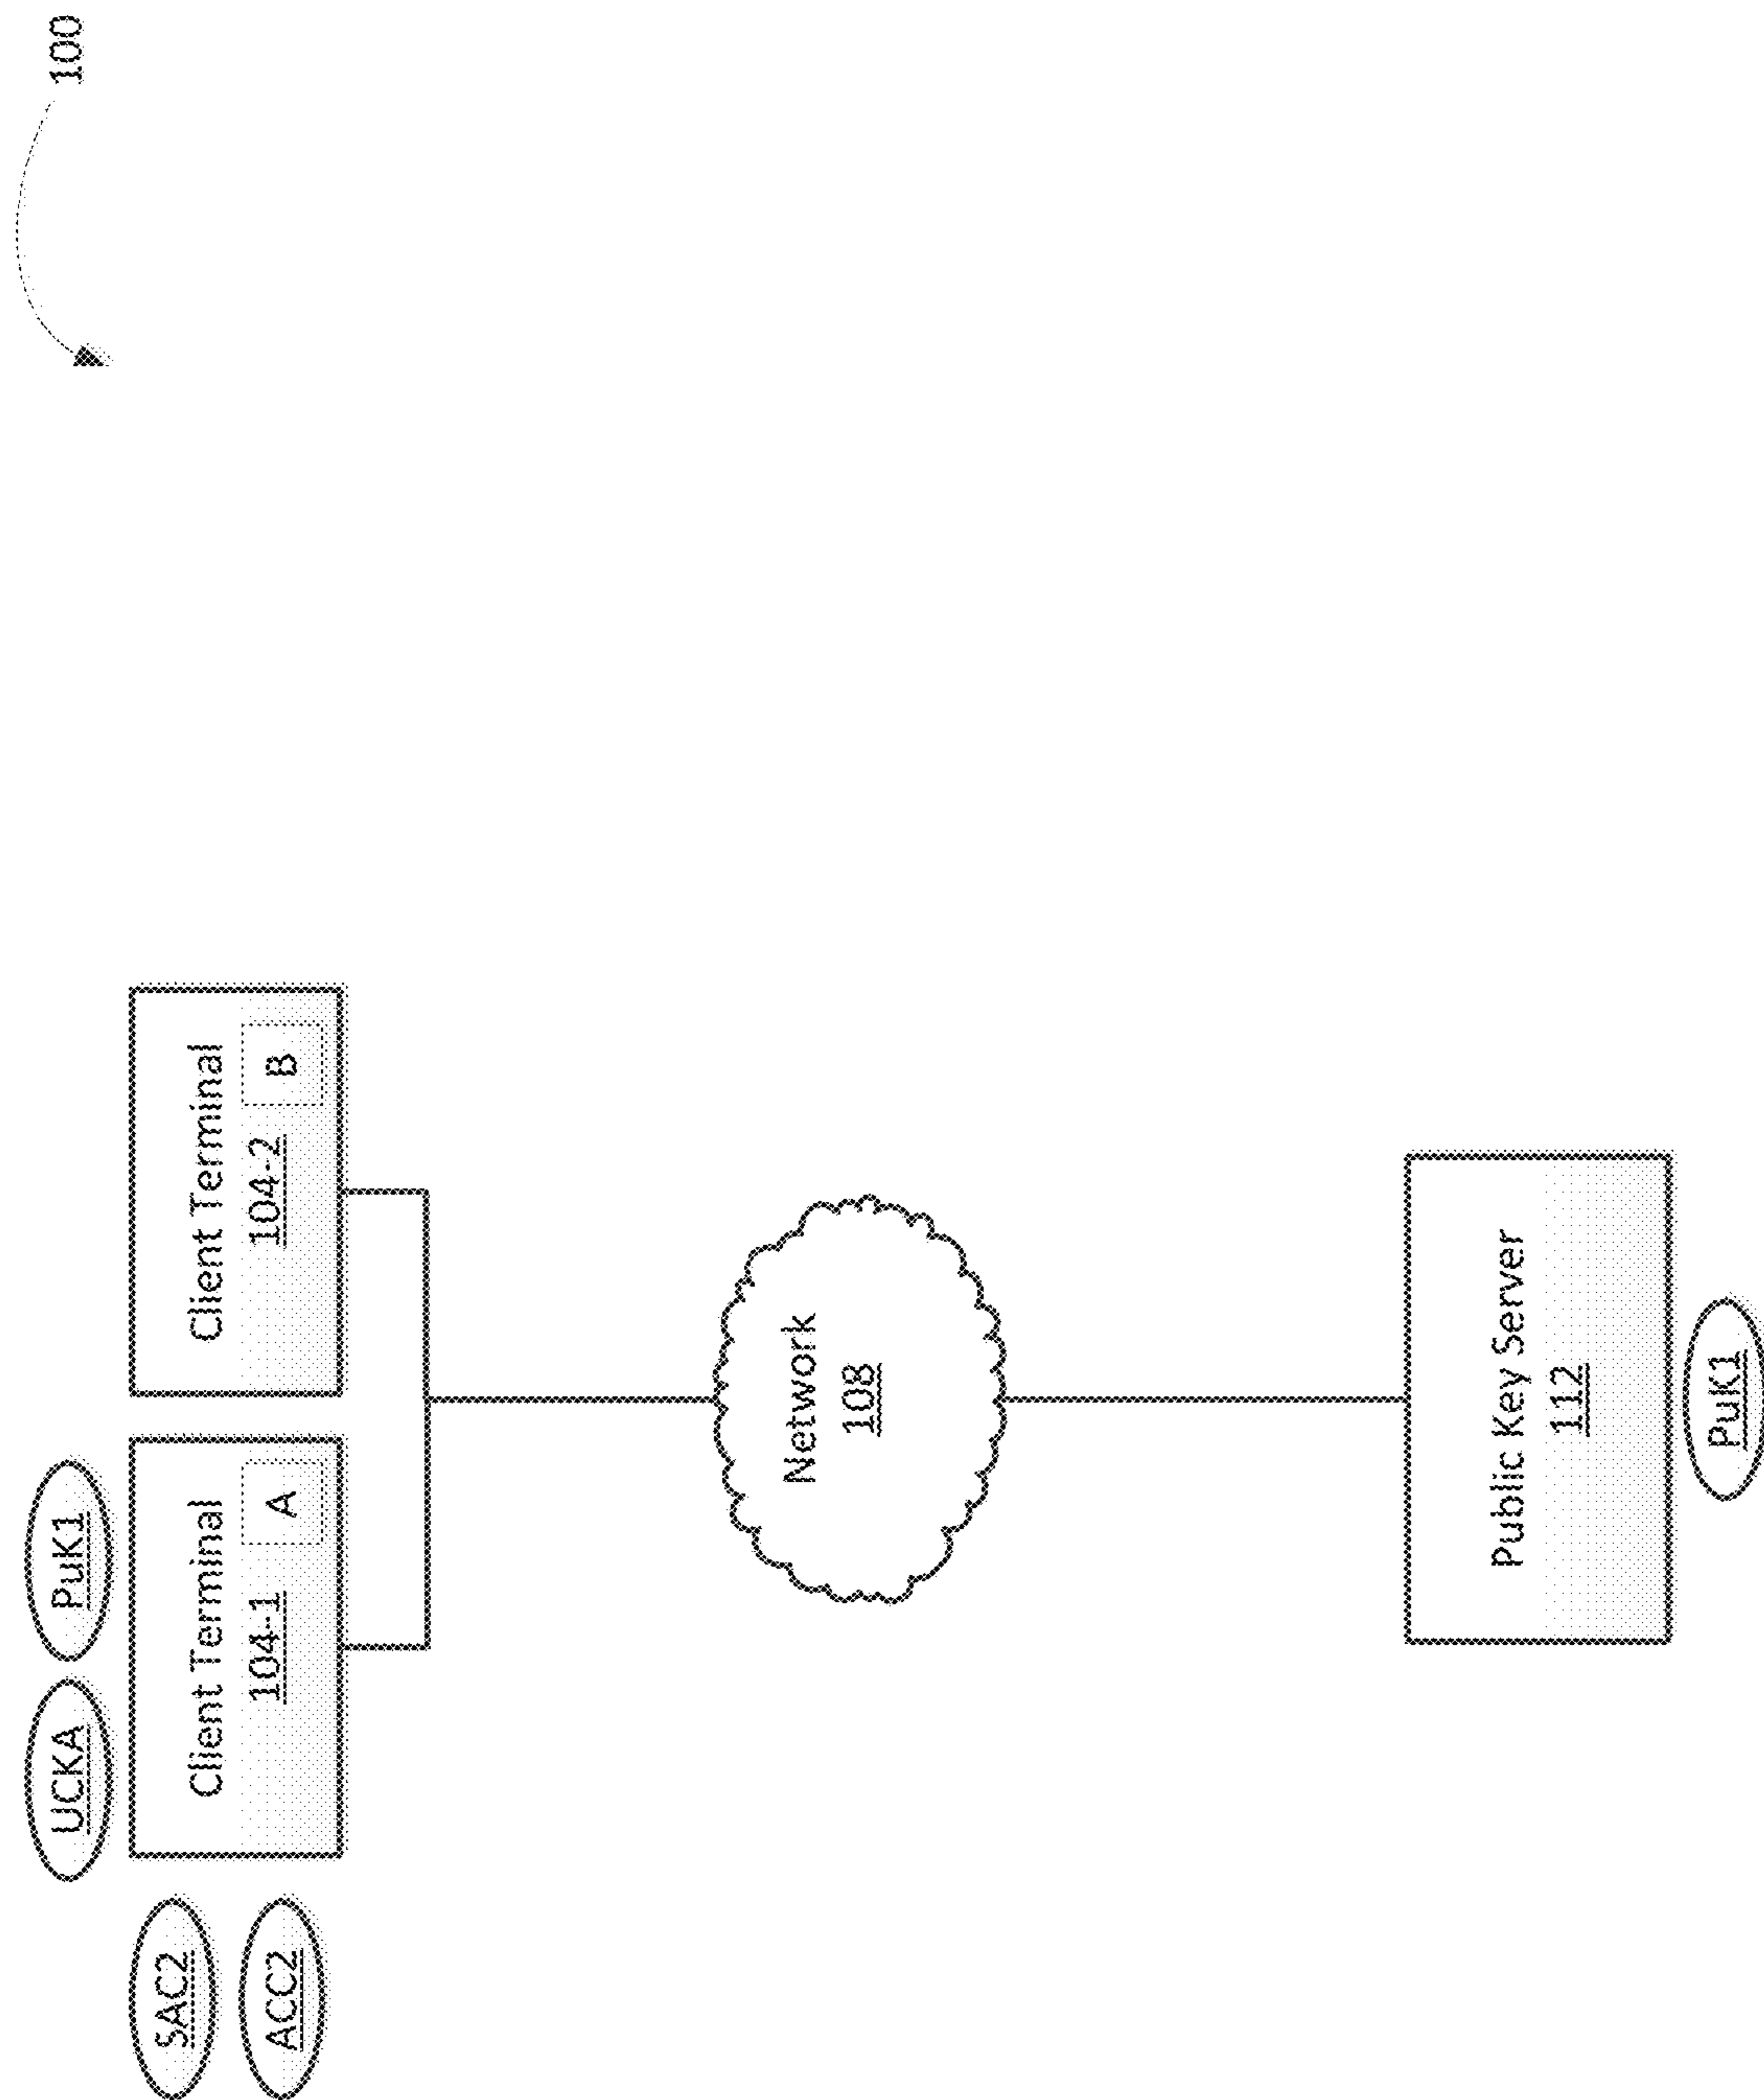 100
UCKA
PuK1
SAC2
ACC2
Client Terminal
104-1
A
Client Terminal
104-2
B
Network
108
Public Key Server
112
PuK1